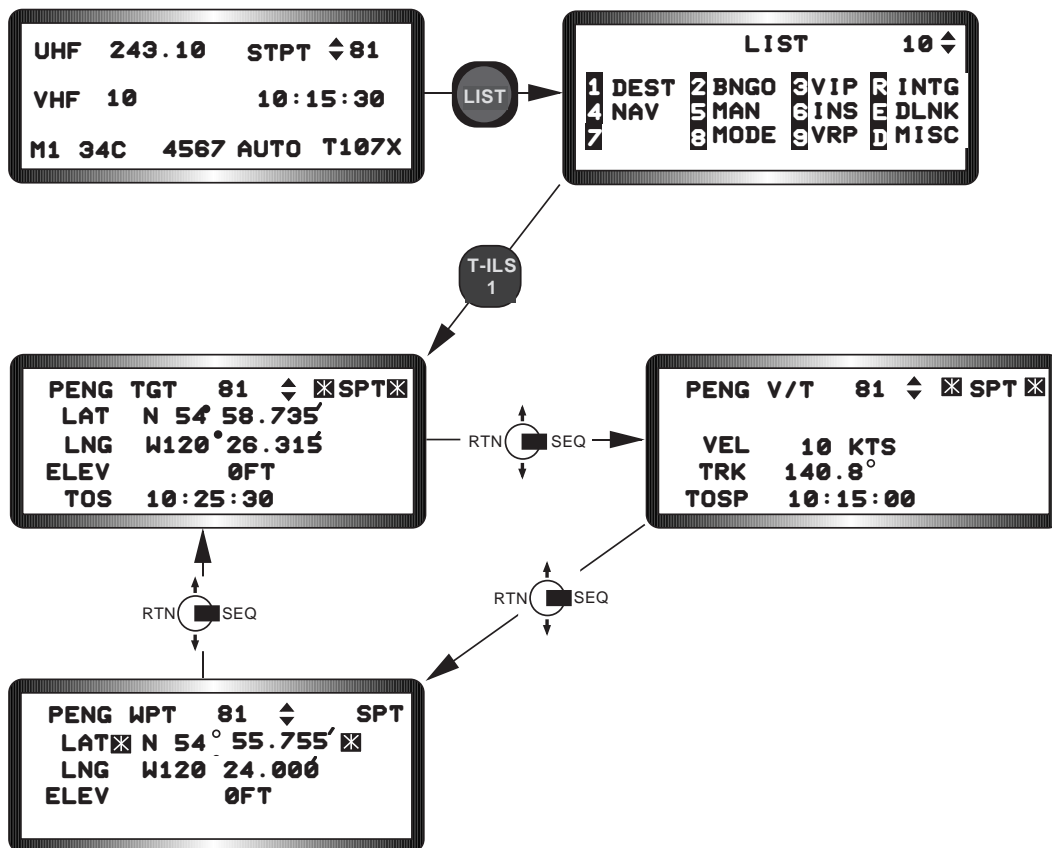 UHF 243.10 STPT 81
VHF 10 10:15:30
M1 34C 4567 AUTO T107X
LIST
LIST 10
1 DEST 2 BNGO 3 VIP R INTG
4 NAV 5 MAN 6 INS E DLNK
7 8 MODE 9 VRP D MISC
T-ILS
1
PENG TGT 81 SPT
LAT N 54° 58.735′
LNG W120° 26.315′
ELEV 0FT
TOS 10:25:30
RTN SEQ
PENG V/T 81 SPT
VEL 10 KTS
TRK 140.8°
TOSP 10:15:00
RTN SEQ
RTN SEQ
PENG WPT 81 SPT
LAT N 54° 55.755′
LNG W120 24.000′
ELEV 0FT